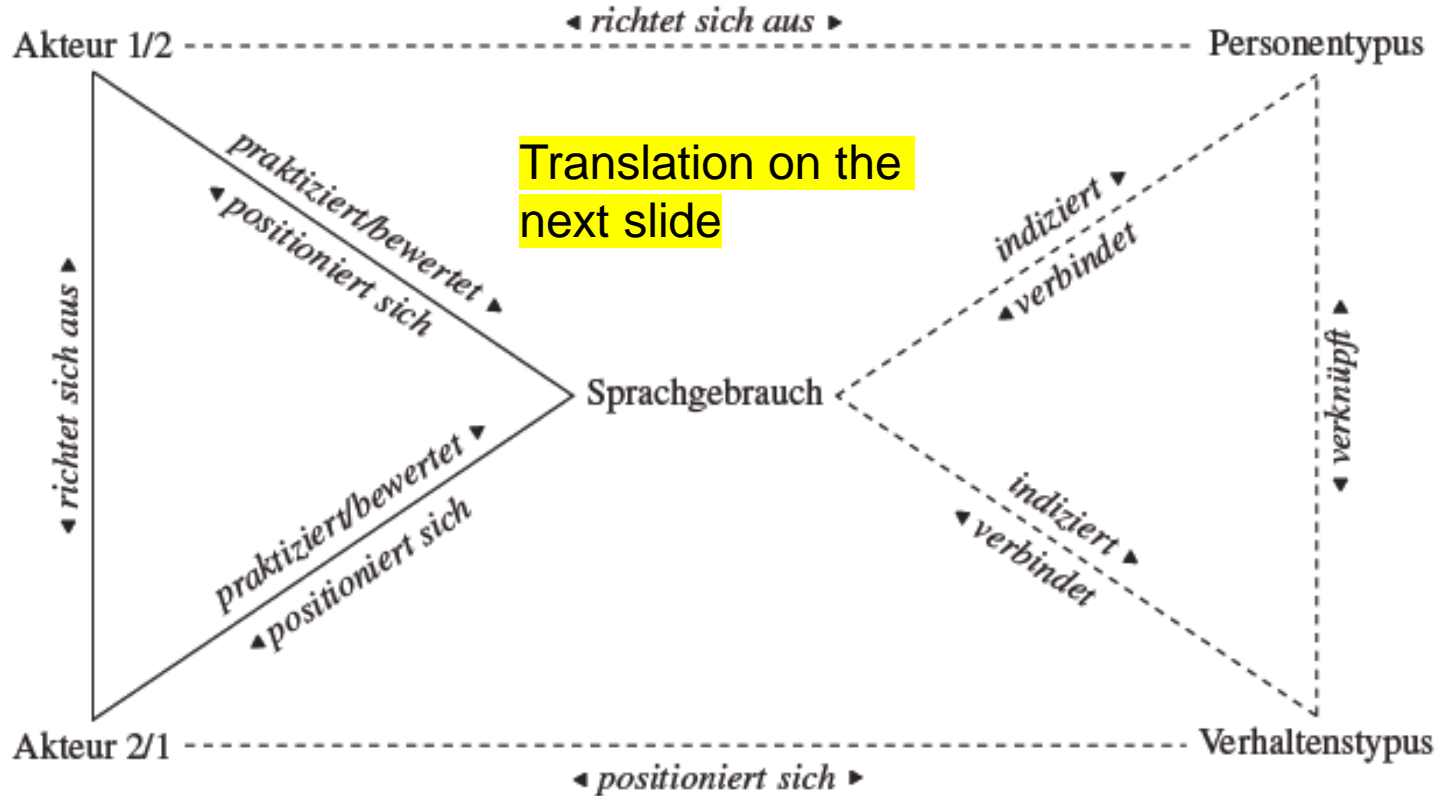 ◄ richtet sich aus ►
Akteur 1/2
Personentypus
praktiziert/bewertet ►
◄ positioniert sich
Translation on the
next slide
indiziert ►
◄ verbindet
◄ richtet sich aus ►
Sprachgebrauch
◄ verknüpft ►
praktiziert/bewertet ►
◄ positioniert sich
indiziert ►
◄ verbindet
Akteur 2/1
Verhaltenstypus
◄ positioniert sich ►